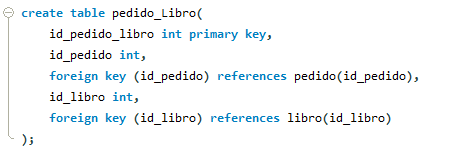 create table pedido_Libro(
    id_pedido_libro int primary key,
    id_pedido int,
    foreign key (id_pedido) references pedido(id_pedido),
    id_libro int,
    foreign key (id_libro) references libro(id_libro)
);